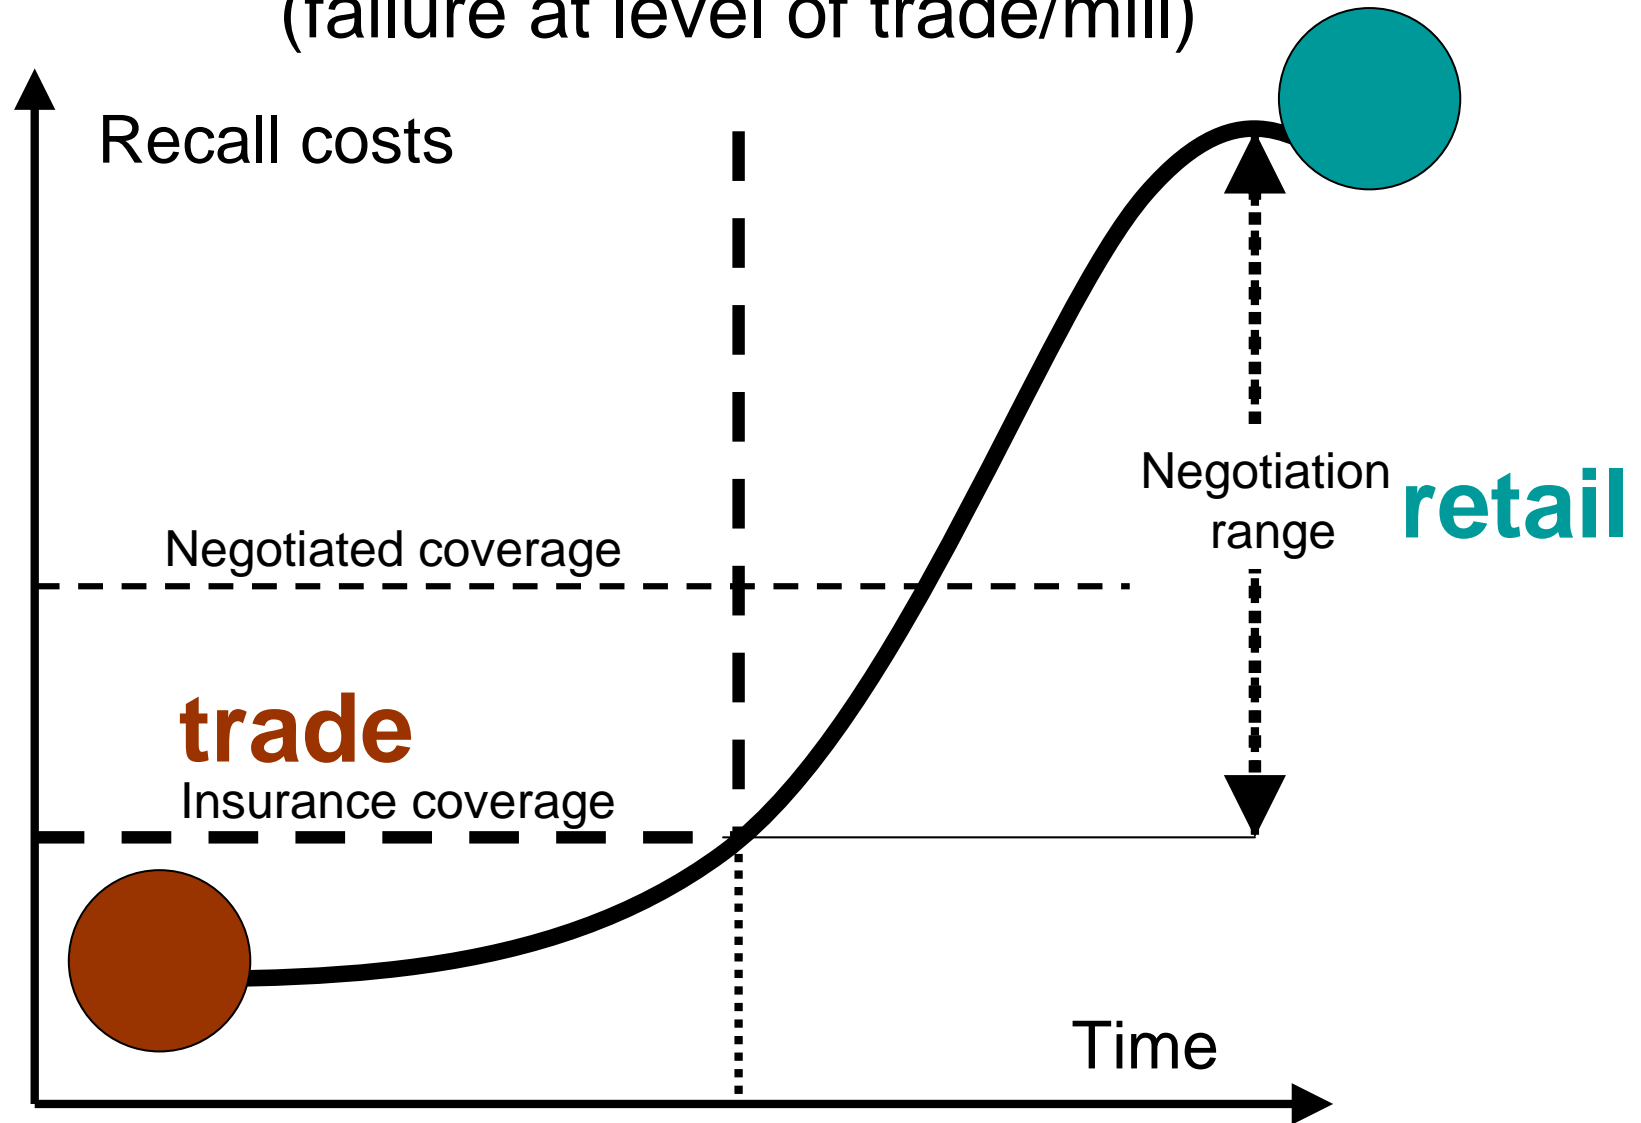 (failure at level of trade/mill)
Recall costs
Negotiation
range
retail
Negotiated coverage
trade
Insurance coverage
Time